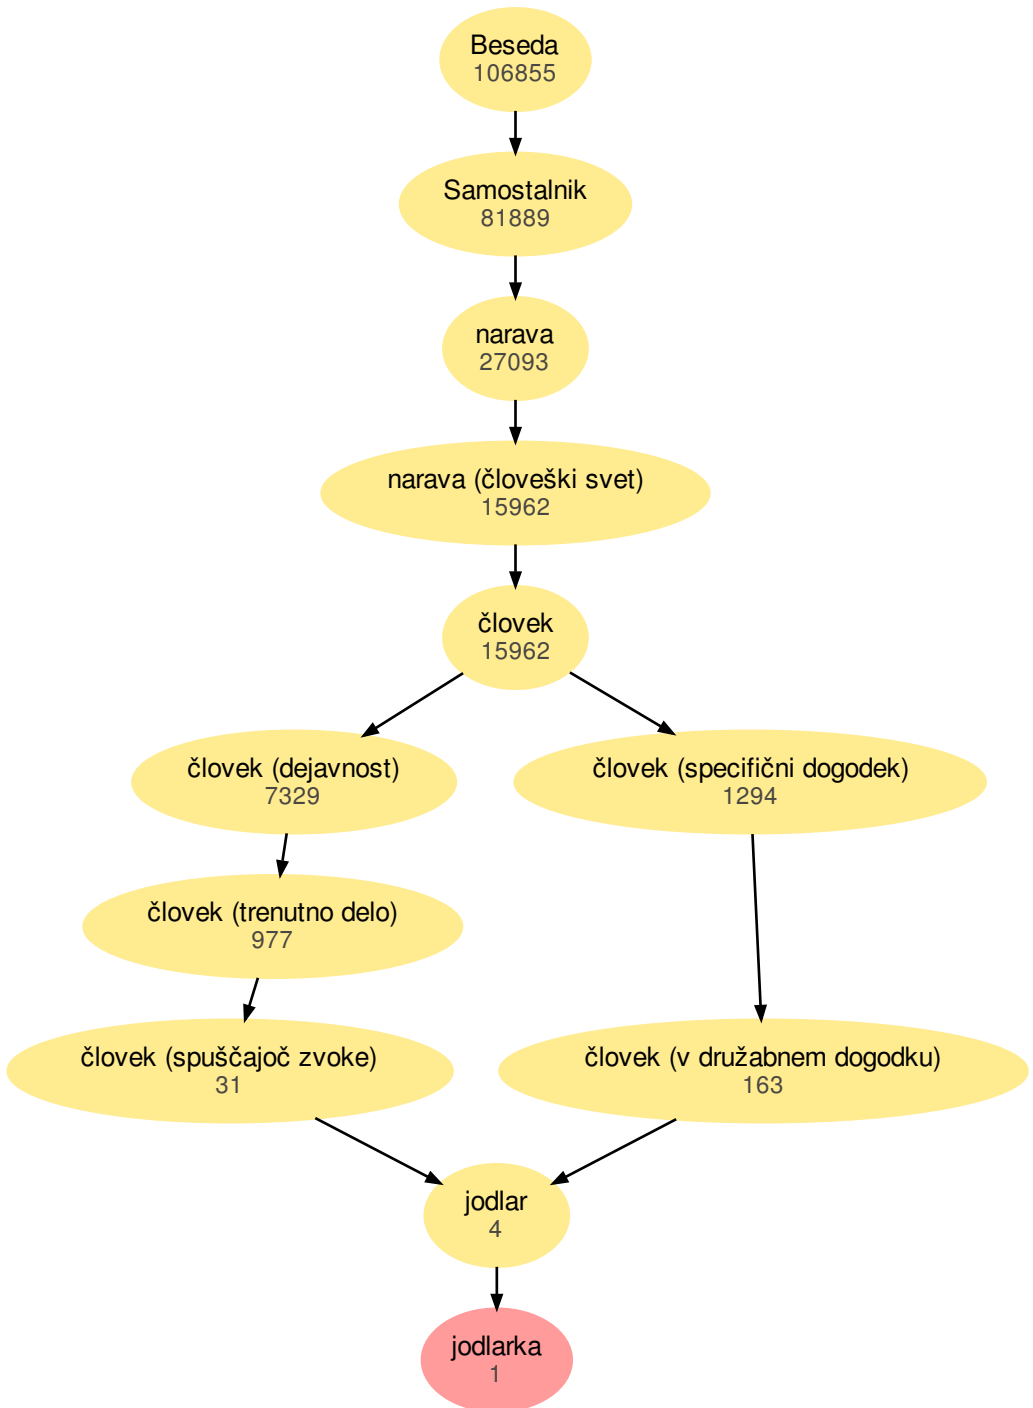 Beseda
106855
Samostalnik
81889
narava
27093
narava (človeški svet)
15962
človek
15962
človek (dejavnost)
7329
človek (specifični dogodek)
1294
človek (trenutno delo)
977
človek (spuščajoč zvoke)
31
človek (v družabnem dogodku)
163
jodlar
4
jodlarka
1